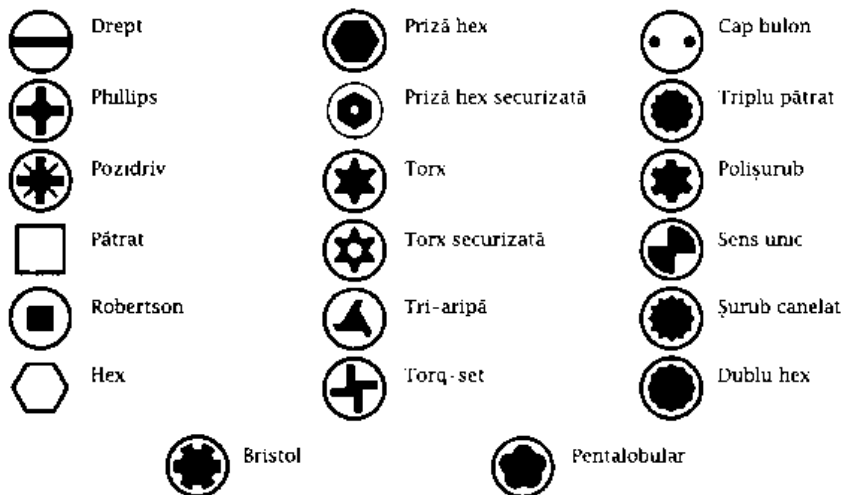 Drept
Phillips
Pozidriv
Pătrat
Robertson
Hex
Priză hex
Priză hex securizată
Torx
Torx securizată
Tri-aripă
Torq-set
Cap bulon
Triplu pătrat
Polișurub
Sens unic
Șurub canelat
Dublu hex
Bristol
Pentalobular